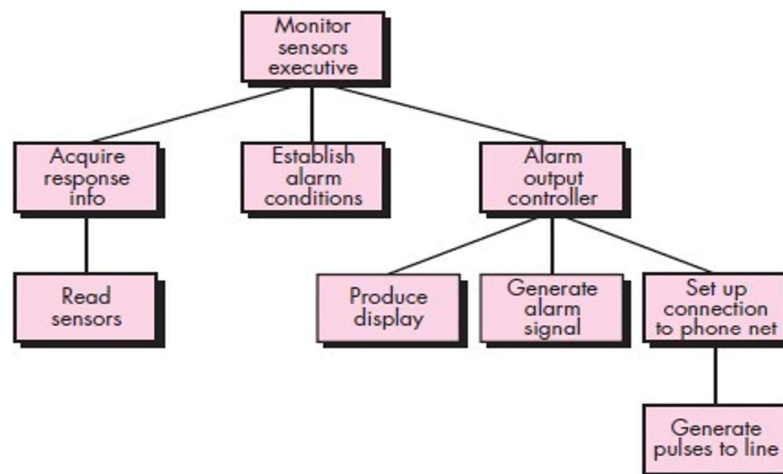 Monitor
sensors
executive
Acquire
response
info
Establish
alarm
conditions
Alarm
output
controller
Read
sensors
Produce
display
Generate
alarm
signal
Set up
connection
to phone net
Generate
pulses to line